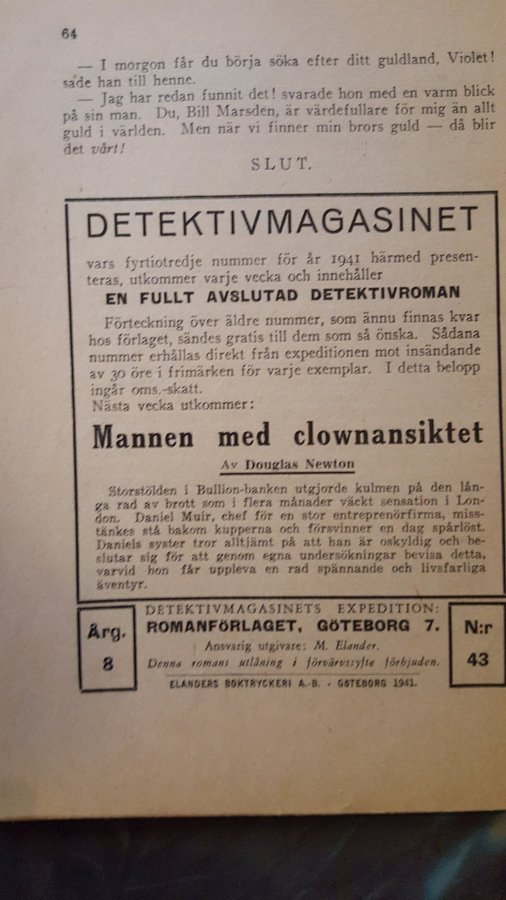 64
— I morgon får du börja söka efter ditt guldland, Violet!
sade han till henne.
— Jag har redan funnit det! svarade hon med en varm blick
på sin man. Du, Bill Marsden, är värdefullare för mig än allt
guld i världen. Men när vi finner min brors guld — då blir
det vårt!
SLUT.
DETEKTIVMAGASINET
vars fyrtiotredje nummer för år 1941 härmed presen-
teras, utkommer varje vecka och innehåller
EN FULLT AVSLUTAD DETEKTIVROMAN
Förteckning över äldre nummer, som ännu finnas kvar
hos förlaget, sändes gratis till dem som så önska. Sådana
nummer erhållas direkt från expeditionen mot insändande
av 30 öre i frimärken för varje exemplar. I detta belopp
ingår oms.-skatt.
Nästa vecka utkommer:
Mannen med clownansiktet
Av Douglas Newton
Storstölden i Bullion-banken utgjorde kulmen på den lån-
ga rad av brott som i flera månader väckt sensation i Lon-
don. Daniel Muir, chef för en stor entreprenörfirma, miss-
tänkes stå bakom kupperna och försvinner en dag spårlöst.
Daniels syster tror alltjämt på att han är oskyldig och be-
slutar sig för att genom egna undersökningar bevisa detta,
varvid hon får uppleva en rad spännande och livsfarliga
äventyr.
DETEKTIVMAGASINETS EXPEDITION:
Årg. ROMANFÖRLAGET, GÖTEBORG 7. N:r
Ansvarig utgivare: M. Elander.
8 Denna romans utlåning i förvärvssyfte förbjuden. 43
ELANDERS BOKTRYCKERI A.-B. - GÖTEBORG 1941.